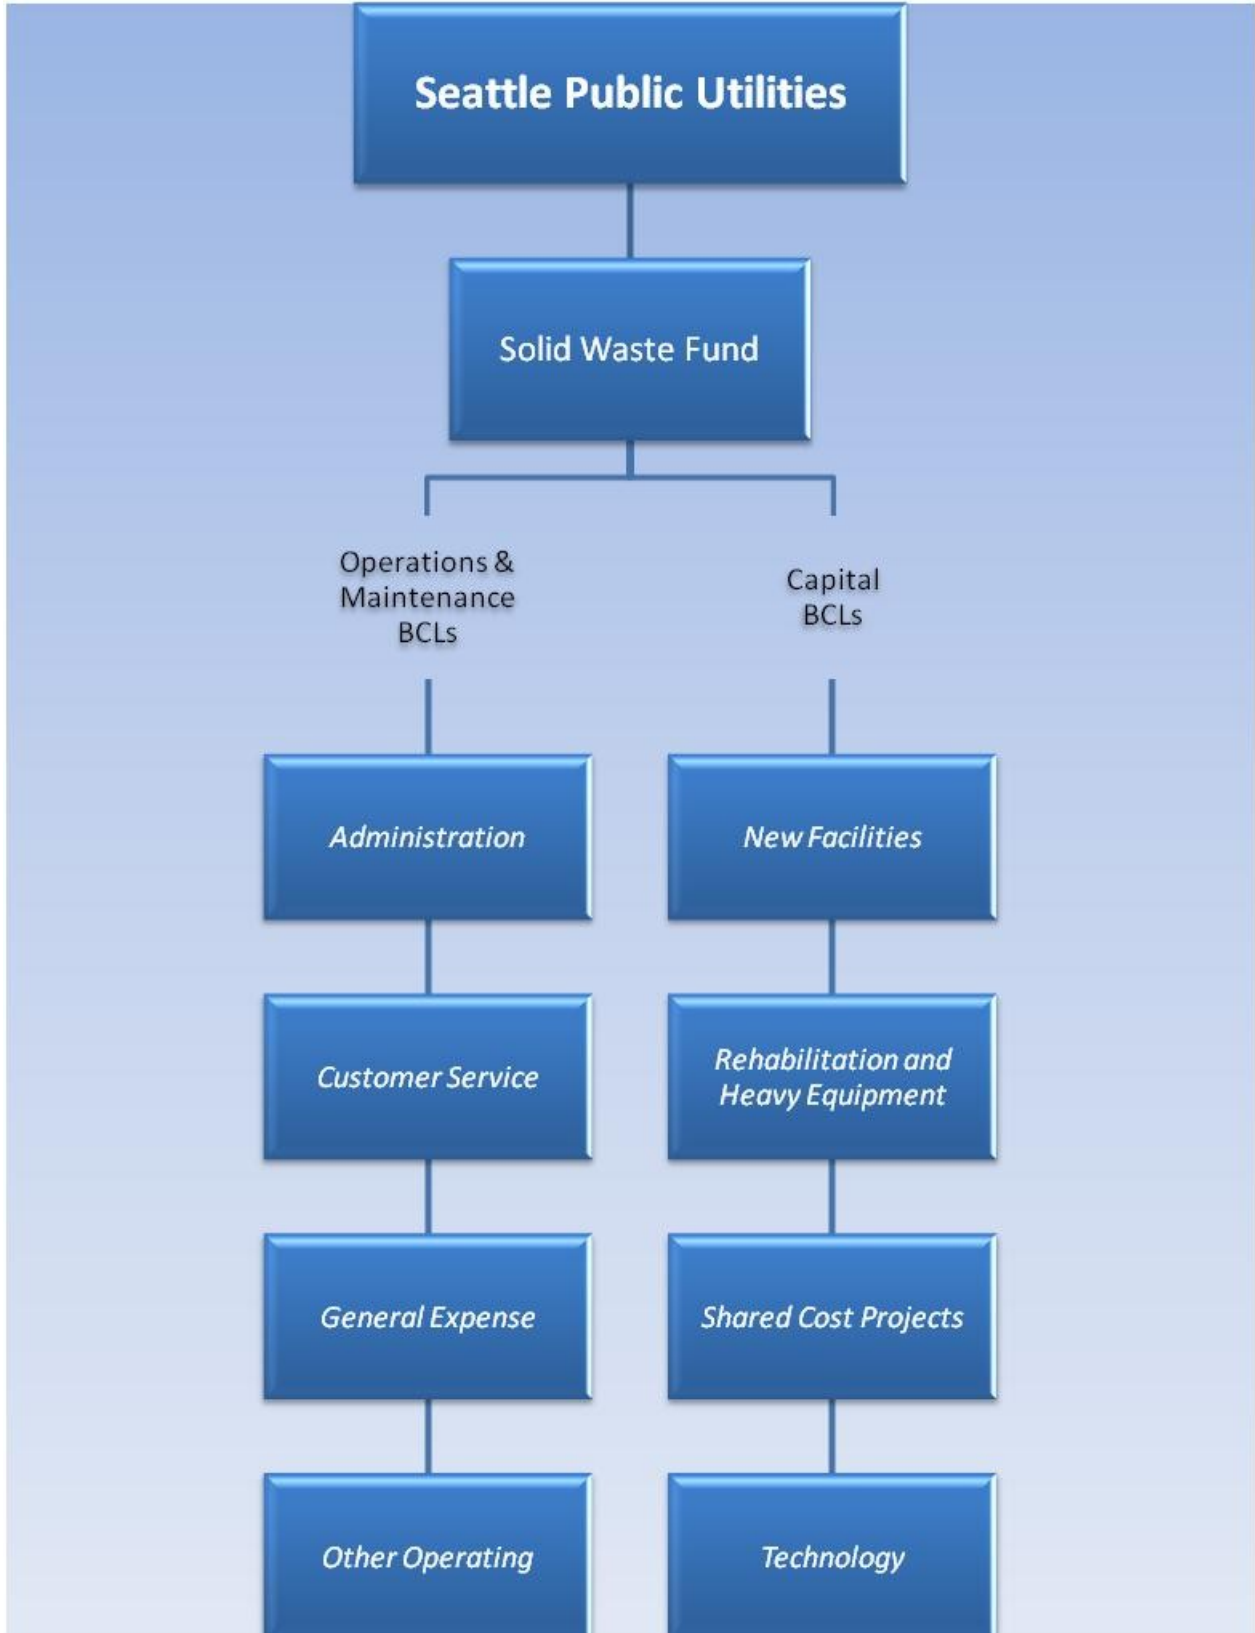 Seattle Public Utilities
Solid Waste Fund
Operations &
Maintenance
BCLs
Capital
BCLs
Administration
New Facilities
Customer Service
Rehabilitation and
Heavy Equipment
General Expense
Shared Cost Projects
Other Operating
Technology